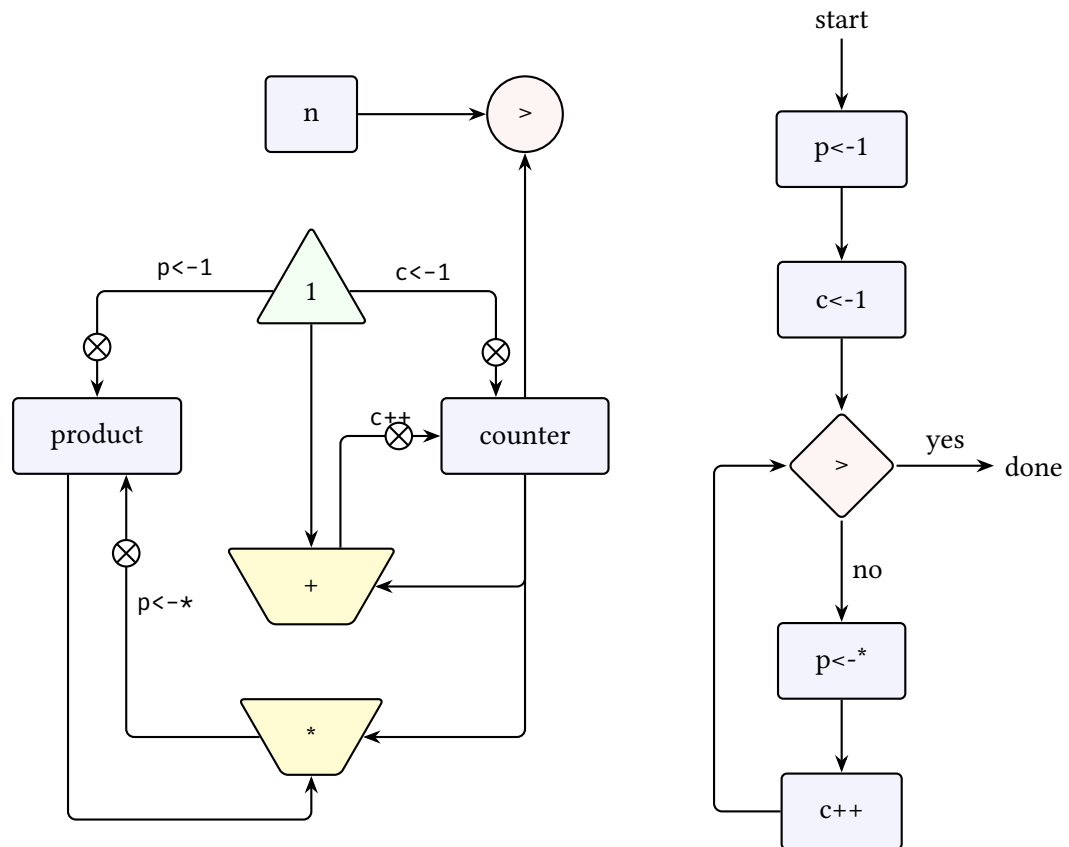 n
>
p<-1
c<-1
1
product
c++
counter
+
p<-*
*
start
p<-1
c<-1
>
yes
done
no
p<-*
c++